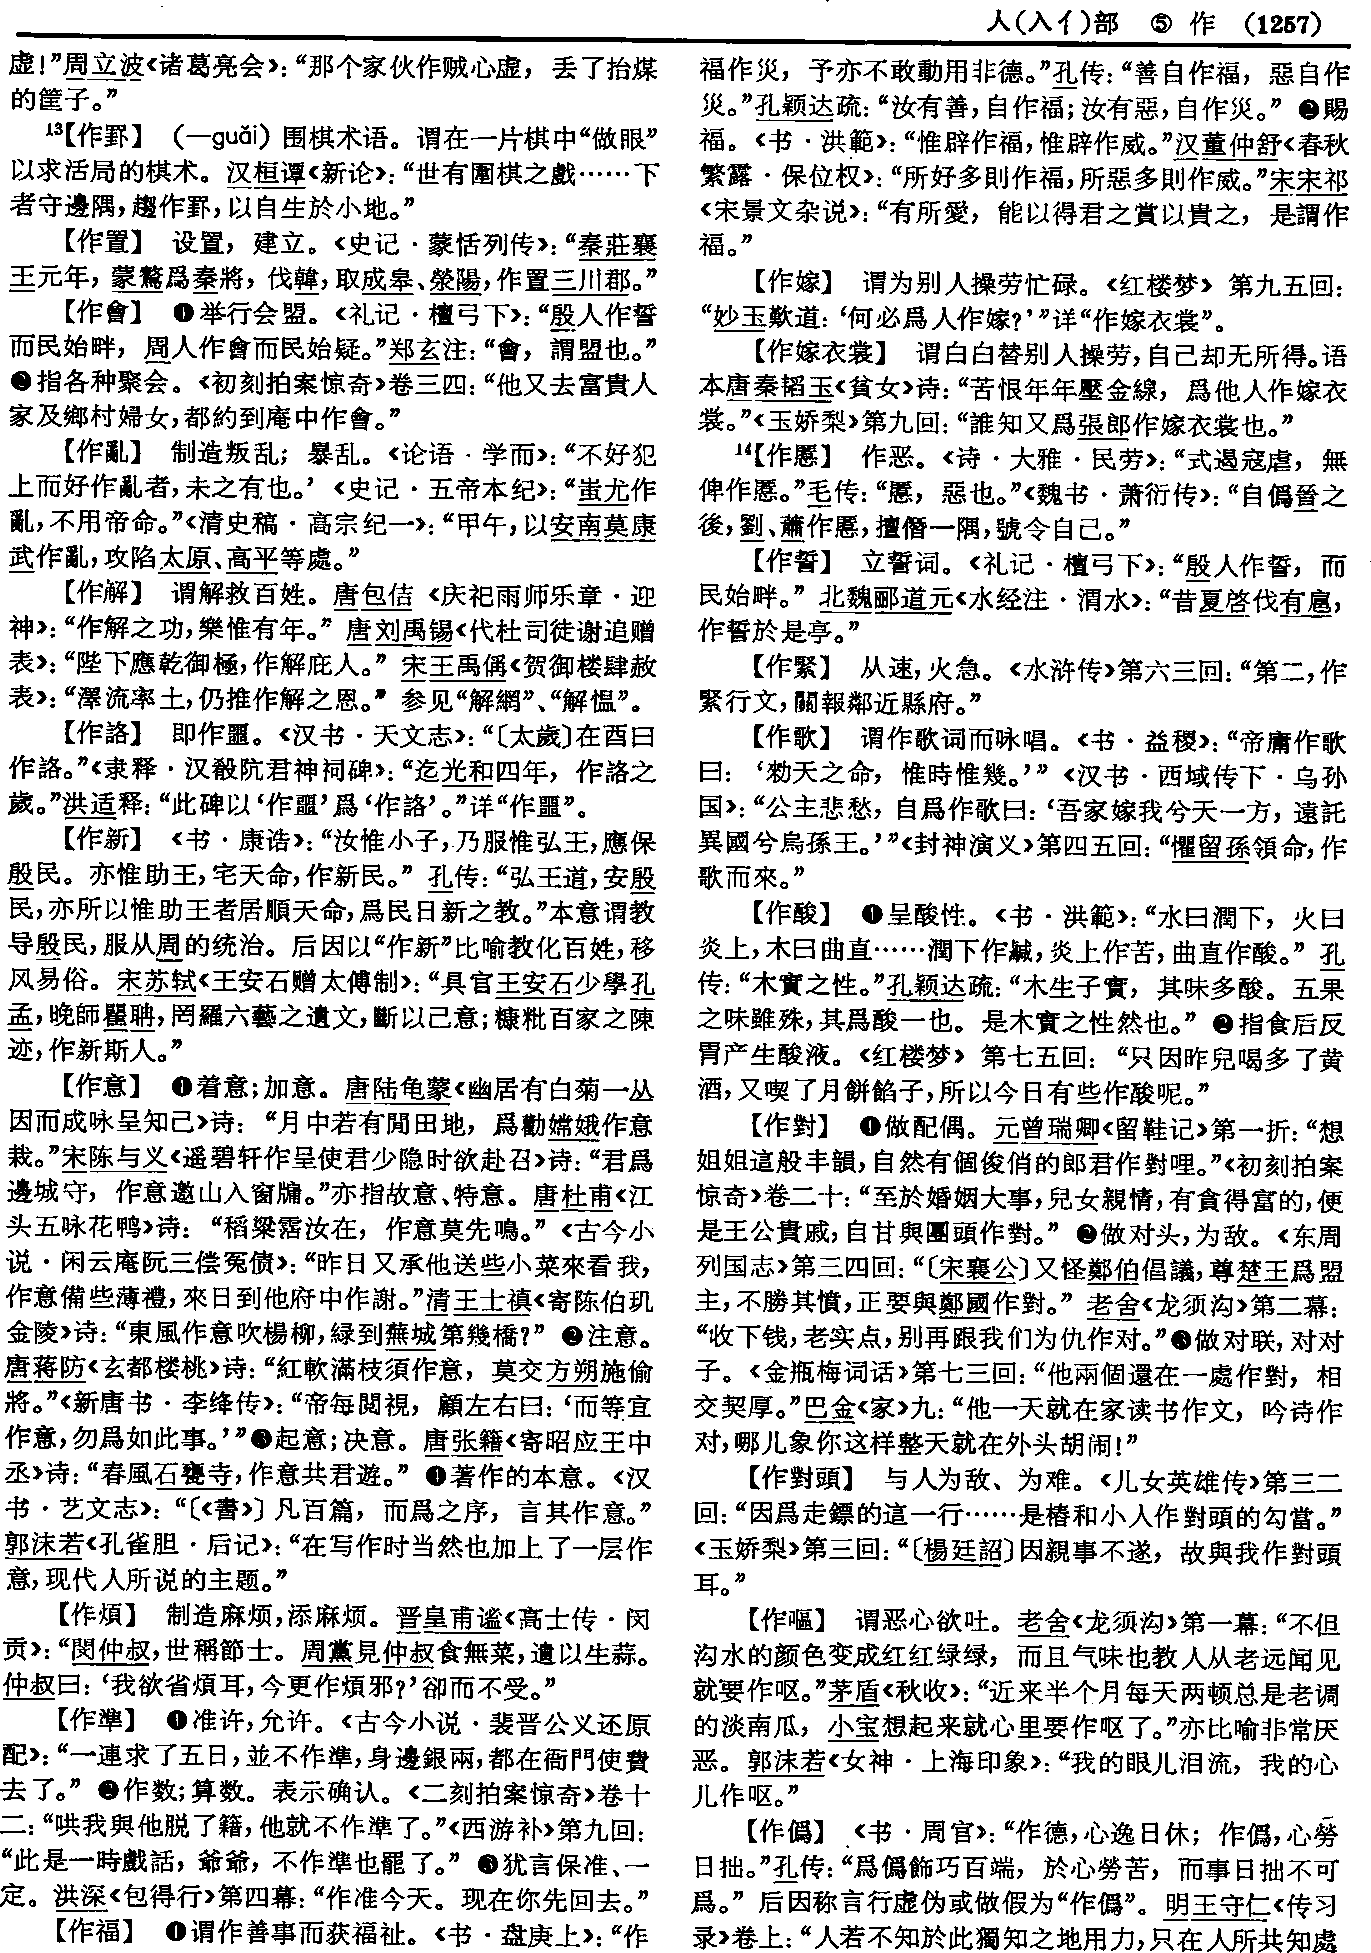 人(入亻)部 ⑤ 作 (1257)
虚!”周立波《诸葛亮会》:“那个家伙作贼心虚，丢了抬煤
的筐子。”
13【作罫】 (—guǎi) 围棋术语。谓在一片棋中“做眼”
以求活局的棋术。汉桓谭《新论》:“世有圍棋之戲……下
者守邊隅,趨作罫,以自生於小地。”
【作置】 设置，建立。《史记·蒙恬列传》:“秦莊襄
王元年，蒙驁爲秦將，伐韓,取成皋、滎陽,作置三川郡。”
【作會】 ❶举行会盟。《礼记·檀弓下》:“殷人作誓
而民始畔，周人作會而民始疑。”郑玄注:“會，謂盟也。”
❷指各种聚会。《初刻拍案惊奇》卷三四:“他又去富貴人
家及鄉村婦女,都約到庵中作會。”
【作亂】 制造叛乱；暴乱。《论语·学而》:“不好犯
上而好作亂者,未之有也。’《史记·五帝本纪》:“蚩尤作
亂,不用帝命。”《清史稿·高宗纪一》:“甲午,以安南莫康
武作亂,攻陷太原、高平等處。”
【作解】 谓解救百姓。唐包佶《庆祀雨师乐章·迎
神》:“作解之功,樂惟有年。”唐刘禹锡《代杜司徒谢追赠
表》:“陛下應乾御極,作解庇人。”宋王禹偁《贺御楼肆赦
表》:“澤流率土,仍推作解之恩。”参见“解網”、“解愠”。
【作詻】 即作噩。《汉书·天文志》:“〔太歲〕在酉曰
作詻。”《隶释·汉殽阬君神祠碑》:“迄光和四年，作詻之
歲。”洪适释:“此碑以‘作噩’爲‘作詻’。”详“作噩”。
【作新】 《书·康诰》:“汝惟小子,乃服惟弘王,應保
殷民。亦惟助王,宅天命,作新民。”孔传:“弘王道,安殷
民,亦所以惟助王者居順天命,爲民日新之教。”本意谓教
导殷民,服从周的统治。后因以“作新”比喻教化百姓,移
风易俗。宋苏轼《王安石赠太傅制》:“具官王安石少學孔
孟,晚師瞿聃,罔羅六藝之遺文,斷以己意;糠粃百家之陳
迹,作新斯人。”
【作意】 ❶着意;加意。唐陆龟蒙《幽居有白菊一丛
因而成咏呈知己》诗:“月中若有閒田地，爲勸嫦娥作意
栽。”宋陈与义《遥碧轩作呈使君少隐时欲赴召》诗:“君爲
邊城守，作意邀山入窗牖。”亦指故意、特意。唐杜甫《江
头五咏花鸭》诗:“稻粱霑汝在，作意莫先鳴。”《古今小
说·闲云庵阮三偿冤债》:“昨日又承他送些小菜來看我,
作意備些薄禮,來日到他府中作謝。”清王士禛《寄陈伯玑
金陵》诗:“東風作意吹楊柳,緑到蕪城第幾橋?”❷注意。
唐蒋防《玄都楼桃》诗:“紅軟滿枝須作意，莫交方朔施偷
將。”《新唐书·李绛传》:“帝每閲視，顧左右曰:‘而等宜
作意,勿爲如此事。’”❸起意;决意。唐张籍《寄昭应王中
丞》诗:“春風石甕寺,作意共君遊。”❹著作的本意。《汉
书·艺文志》:“〔《書》〕凡百篇，而爲之序，言其作意。”
郭沫若《孔雀胆·后记》:“在写作时当然也加上了一层作
意,现代人所说的主题。”
【作煩】 制造麻烦,添麻烦。晋皇甫谧《高士传·闵
贡》:“閔仲叔,世稱節士。周黨見仲叔食無菜,遺以生蒜。
仲叔曰:‘我欲省煩耳,今更作煩邪?’卻而不受。”
【作準】 ❶准许,允许。《古今小说·裴晋公义还原
配》:“一連求了五日,並不作準,身邊銀兩,都在衙門使費
去了。”❷作数;算数。表示确认。《二刻拍案惊奇》卷十
二:“哄我與他脱了籍,他就不作準了。”《西游补》第九回:
“此是一時戲話，爺爺，不作準也罷了。”❸犹言保准、一
定。洪深《包得行》第四幕:“作准今天。现在你先回去。”
【作福】 ❶谓作善事而获福祉。《书·盘庚上》:“作
福作災，予亦不敢動用非德。”孔传:“善自作福，惡自作
災。”孔颖达疏:“汝有善,自作福;汝有惡,自作災。”❷賜
福。《书·洪範》:“惟辟作福,惟辟作威。”汉董仲舒《春秋
繁露·保位权》:“所好多則作福,所惡多則作威。”宋宋祁
《宋景文杂说》:“有所愛，能以得君之賞以貴之，是謂作
福。”
【作嫁】 谓为别人操劳忙碌。《红楼梦》第九五回:
“妙玉歎道:‘何必爲人作嫁?’”详“作嫁衣裳”。
【作嫁衣裳】 谓白白替别人操劳,自己却无所得。语
本唐秦韬玉《貧女》诗:“苦恨年年壓金線，爲他人作嫁衣
裳。”《玉娇梨》第九回:“誰知又爲張郎作嫁衣裳也。”
14【作慝】 作恶。《诗·大雅·民劳》:“式遏寇虐，無
俾作慝。”毛传:“慝，惡也。”《魏书·萧衍传》:“自僞晉之
後,劉、蕭作慝,擅僭一隅,號令自己。”
【作誓】 立誓词。《礼记·檀弓下》:“殷人作誓，而
民始畔。”北魏郦道元《水经注·渭水》:“昔夏啓伐有扈,
作誓於是亭。”
【作緊】 从速,火急。《水浒传》第六三回:“第二,作
緊行文,關報鄰近縣府。”
【作歌】 谓作歌词而咏唱。《书·益稷》:“帝庸作歌
曰:‘勑天之命，惟時惟幾。’”《汉书·西域传下·乌孙
国》:“公主悲愁，自爲作歌曰:‘吾家嫁我兮天一方，遠託
異國兮烏孫王。’”《封神演义》第四五回:“懼留孫領命,作
歌而來。”
【作酸】 ❶呈酸性。《书·洪範》:“水曰潤下，火曰
炎上,木曰曲直……潤下作鹹,炎上作苦,曲直作酸。”孔
传:“木實之性。”孔颖达疏:“木生子實，其味多酸。五果
之味雖殊,其爲酸一也。是木實之性然也。”❷指食后反
胃产生酸液。《红楼梦》第七五回:“只因昨兒喝多了黄
酒,又喫了月餅餡子,所以今日有些作酸呢。”
【作對】 ❶做配偶。元曾瑞卿《留鞋记》第一折:“想
姐姐這般丰韻,自然有個俊俏的郎君作對哩。”《初刻拍案
惊奇》卷二十:“至於婚姻大事,兒女親情,有貪得富的,便
是王公貴戚,自甘與團頭作對。”❷做对头,为敌。《东周
列国志》第三四回:“〔宋襄公〕又怪鄭伯倡議,尊楚王爲盟
主,不勝其憤,正要與鄭國作對。”老舍《龙须沟》第二幕:
“收下钱,老实点,别再跟我们为仇作对。”❸做对联,对对
子。《金瓶梅词话》第七三回:“他兩個還在一處作對，相
交契厚。”巴金《家》九:“他一天就在家读书作文，吟诗作
对,哪儿象你这样整天就在外头胡闹!”
【作對頭】 与人为敌、为难。《儿女英雄传》第三二
回:“因爲走鏢的這一行……是樁和小人作對頭的勾當。”
《玉娇梨》第三回:“〔楊廷詔〕因親事不遂，故與我作對頭
耳。”
【作嘔】 谓恶心欲吐。老舍《龙须沟》第一幕:“不但
沟水的颜色变成红红绿绿，而且气味也教人从老远闻见
就要作呕。”茅盾《秋收》:“近来半个月每天两顿总是老调
的淡南瓜，小宝想起来就心里要作呕了。”亦比喻非常厌
恶。郭沫若《女神·上海印象》:“我的眼儿泪流，我的心
儿作呕。”
【作僞】 《书·周官》:“作德,心逸日休；作僞,心勞
日拙。”孔传:“爲僞飾巧百端，於心勞苦，而事日拙不可
爲。”后因称言行虚伪或做假为“作僞”。明王守仁《传习
录》卷上:“人若不知於此獨知之地用力,只在人所共知處